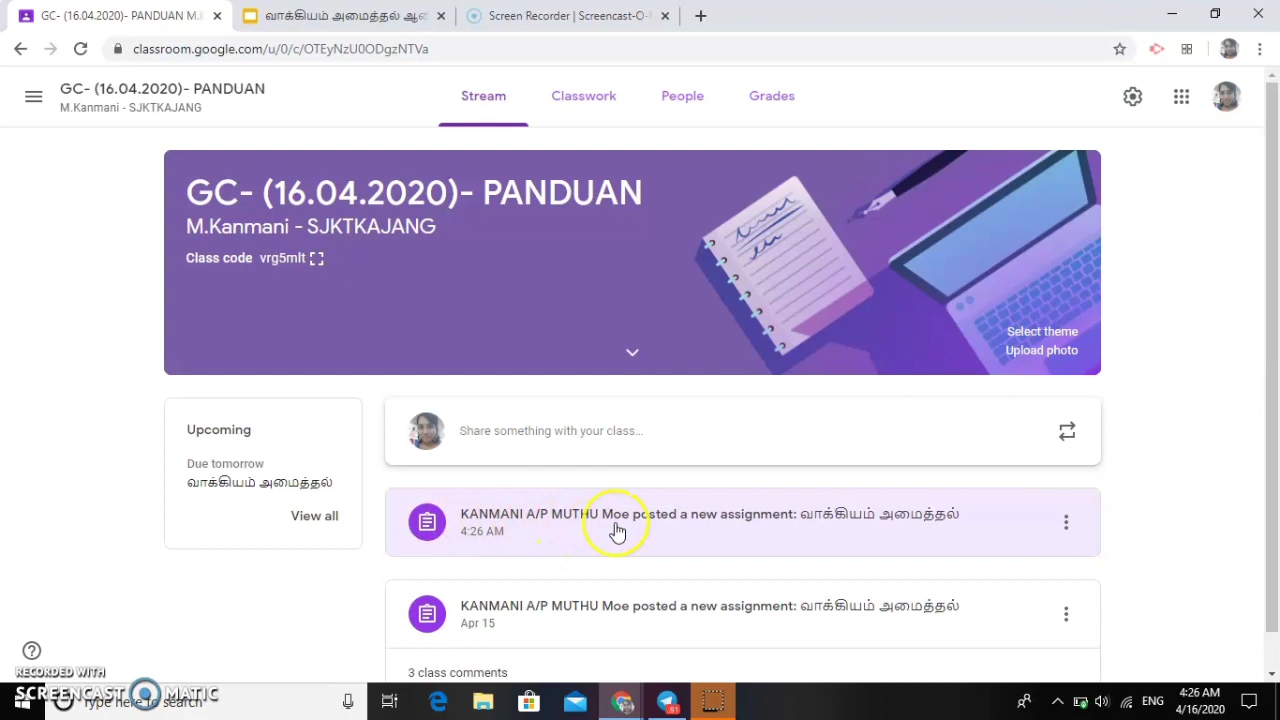 GC- (16.04.2020)- PANDUAN M.K
வாக்கியம் அமைத்தல் ஆன
Screen Recorder | Screencast-O-M
classroom.google.com/u/0/c/OTEyNzU0ODgzNTVa
GC- (16.04.2020)- PANDUAN
M.Kanmani - SJKTKAJANG
Stream
Classwork
People
Grades
GC- (16.04.2020)- PANDUAN
M.Kanmani - SJKTKAJANG
Class code vrg5mlt
Select theme
Upload photo
Upcoming
Due tomorrow
வாக்கியம் அமைத்தல்
View all
Share something with your class...
KANMANI A/P MUTHU Moe posted a new assignment: வாக்கியம் அமைத்தல்
4:26 AM
KANMANI A/P MUTHU Moe posted a new assignment: வாக்கியம் அமைத்தல்
Apr 15
3 class comments
RECORDED WITH
SCREENCAST MATIC
Type here to search
91
ENG
4:26 AM
4/16/2020